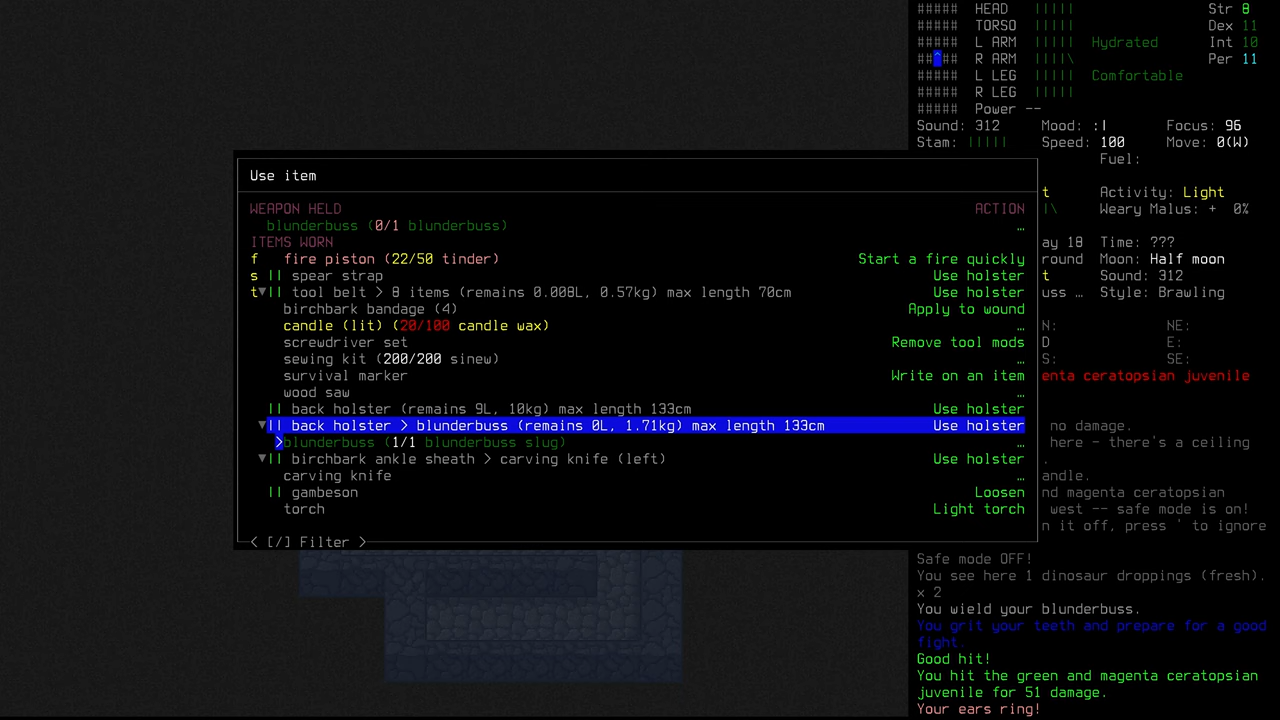 ##### HEAD ||||| Str 8
##### TORSO ||||| Dex 11
##### L ARM ||||| Hydrated Int 10
##^## R ARM ||||\ Per 11
##### L LEG ||||| Comfortable
##### R LEG |||||
##### Power --
Sound: 312 Mood: :| Focus: 96
Stam: ||||| Speed: 100 Move: 0(W)
Fuel:
t Activity: Light
|\ Weary Malus: + 0%
ay 18 Time: ???
round Moon: Half moon
t Sound: 312
uss … Style: Brawling
N: NE:
D E:
S: SE:
enta ceratopsian juvenile
no damage.
here - there's a ceiling
.
andle.
nd magenta ceratopsian
west -- safe mode is on!
n it off, press ' to ignore
Safe mode OFF!
You see here 1 dinosaur droppings (fresh).
x 2
You wield your blunderbuss.
You grit your teeth and prepare for a good
fight.
Good hit!
You hit the green and magenta ceratopsian
juvenile for 51 damage.
Your ears ring!
Use item
WEAPON HELD ACTION
blunderbuss (0/1 blunderbuss) …
ITEMS WORN
f fire piston (22/50 tinder) Start a fire quickly
s || spear strap Use holster
t▼|| tool belt > 8 items (remains 0.008L, 0.57kg) max length 70cm Use holster
birchbark bandage (4) Apply to wound
candle (lit) (20/100 candle wax) …
screwdriver set Remove tool mods
sewing kit (200/200 sinew) …
survival marker Write on an item
wood saw …
|| back holster (remains 9L, 10kg) max length 133cm Use holster
▼|| back holster > blunderbuss (remains 0L, 1.71kg) max length 133cm Use holster
>blunderbuss (1/1 blunderbuss slug) …
▼|| birchbark ankle sheath > carving knife (left) Use holster
carving knife …
|| gambeson Loosen
torch Light torch
< [/] Filter >